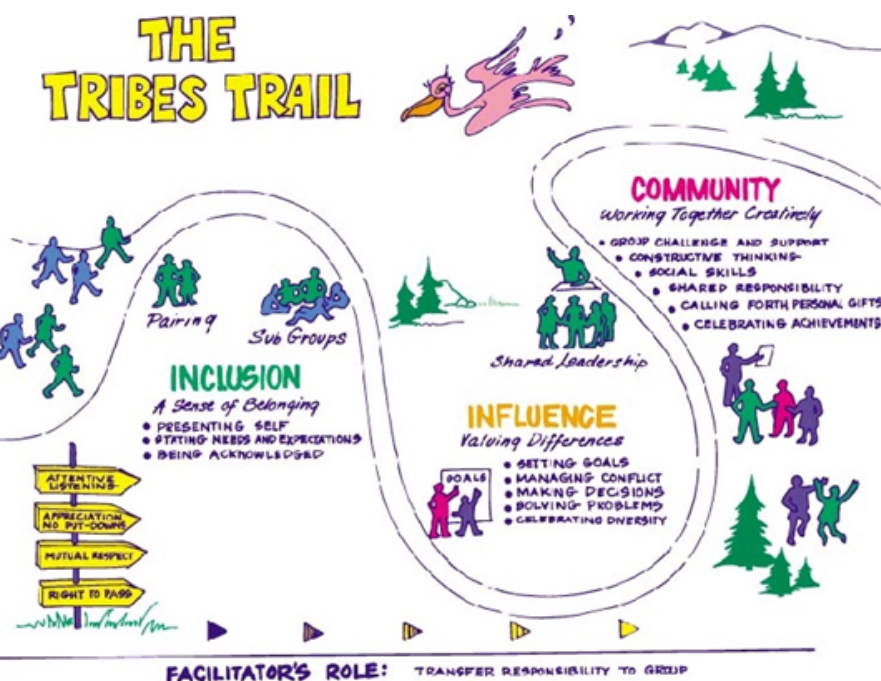 THE
TRIBES TRAIL
Pairing
Sub Groups
INCLUSION
A Sense of Belonging
• PRESENTING SELF
• STATING NEEDS AND EXPECTATIONS
• BEING ACKNOWLEDGED
ATTENTIVE
LISTENING
APPRECIATION
NO PUT-DOWNS
MUTUAL RESPECT
RIGHT TO PASS
Shared Leadership
INFLUENCE
Valuing Differences
GOALS
• SETTING GOALS
• MANAGING CONFLICT
• MAKING DECISIONS
• SOLVING PROBLEMS
• CELEBRATING DIVERSITY
COMMUNITY
Working Together Creatively
• GROUP CHALLENGE AND SUPPORT
• CONSTRUCTIVE THINKING
• SOCIAL SKILLS
• SHARED RESPONSIBILITY
• CALLING FORTH PERSONAL GIFTS
• CELEBRATING ACHIEVEMENTS
FACILITATOR'S ROLE: TRANSFER RESPONSIBILITY TO GROUP